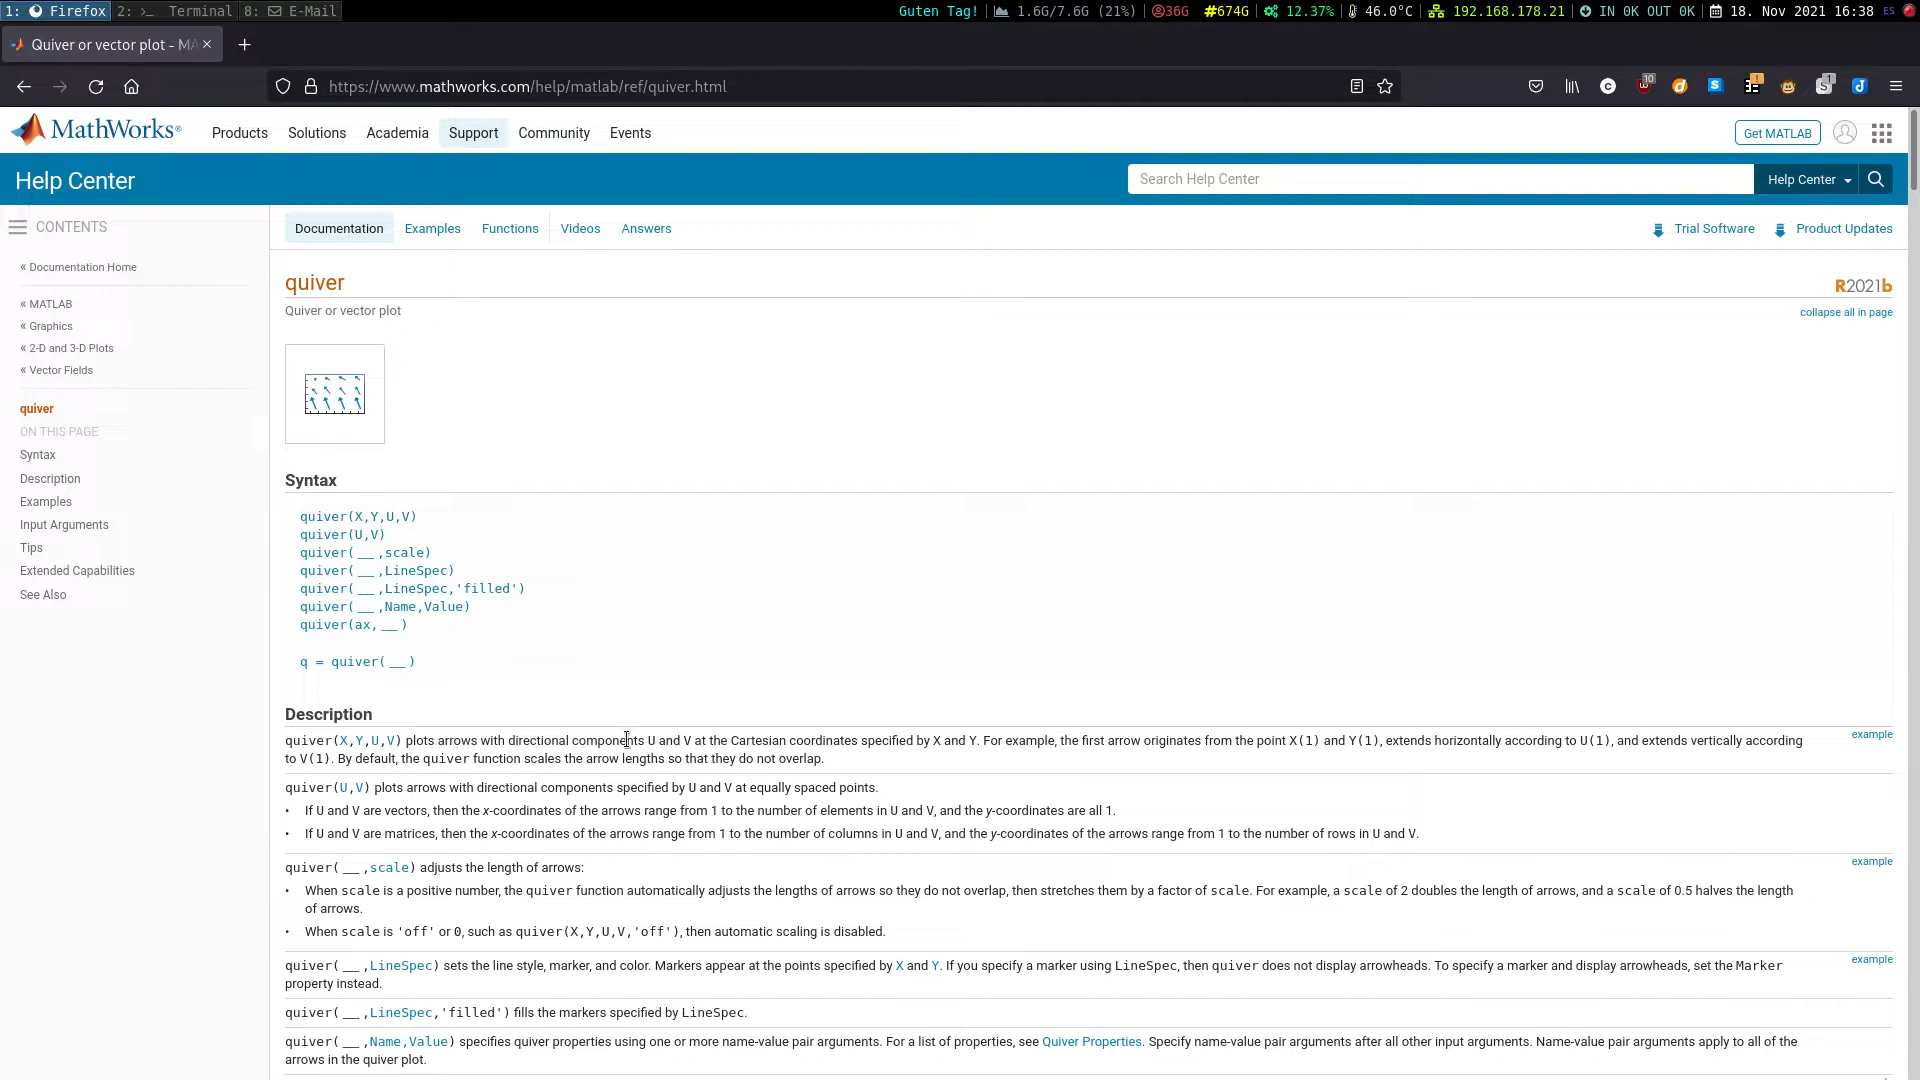 1: Firefox 2: >_ Terminal 8: E-Mail Guten Tag! 1.6G/7.6G (21%) 36G #674G 12.37% 46.0°C 192.168.178.21 IN 0K OUT 0K 18. Nov 2021 16:38 ES
Quiver or vector plot - MA
https://www.mathworks.com/help/matlab/ref/quiver.html
10 ! 1
MathWorks® Products Solutions Academia Support Community Events Get MATLAB
Help Center Search Help Center Help Center
CONTENTS
« Documentation Home
« MATLAB
« Graphics
« 2-D and 3-D Plots
« Vector Fields
quiver
ON THIS PAGE
Syntax
Description
Examples
Input Arguments
Tips
Extended Capabilities
See Also
Documentation Examples Functions Videos Answers Trial Software Product Updates
quiver R2021b
Quiver or vector plot collapse all in page
Syntax
quiver(X,Y,U,V)
quiver(U,V)
quiver(__,scale)
quiver(__,LineSpec)
quiver(__,LineSpec,'filled')
quiver(__,Name,Value)
quiver(ax,__)
q = quiver(__)
Description
quiver(X,Y,U,V) plots arrows with directional components U and V at the Cartesian coordinates specified by X and Y. For example, the first arrow originates from the point X(1) and Y(1), extends horizontally according to U(1), and extends vertically according example
to V(1). By default, the quiver function scales the arrow lengths so that they do not overlap.
quiver(U,V) plots arrows with directional components specified by U and V at equally spaced points.
• If U and V are vectors, then the x-coordinates of the arrows range from 1 to the number of elements in U and V, and the y-coordinates are all 1.
• If U and V are matrices, then the x-coordinates of the arrows range from 1 to the number of columns in U and V, and the y-coordinates of the arrows range from 1 to the number of rows in U and V.
quiver(__,scale) adjusts the length of arrows: example
• When scale is a positive number, the quiver function automatically adjusts the lengths of arrows so they do not overlap, then stretches them by a factor of scale. For example, a scale of 2 doubles the length of arrows, and a scale of 0.5 halves the length
of arrows.
• When scale is 'off' or 0, such as quiver(X,Y,U,V,'off'), then automatic scaling is disabled.
quiver(__,LineSpec) sets the line style, marker, and color. Markers appear at the points specified by X and Y. If you specify a marker using LineSpec, then quiver does not display arrowheads. To specify a marker and display arrowheads, set the Marker example
property instead.
quiver(__,LineSpec,'filled') fills the markers specified by LineSpec.
quiver(__,Name,Value) specifies quiver properties using one or more name-value pair arguments. For a list of properties, see Quiver Properties. Specify name-value pair arguments after all other input arguments. Name-value pair arguments apply to all of the
arrows in the quiver plot.